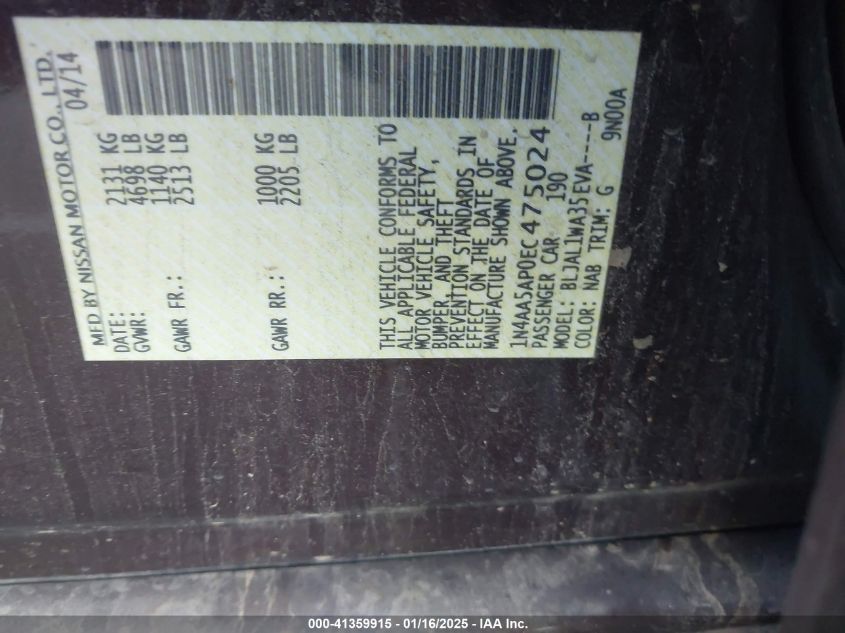 MFD BY NISSAN MOTOR CO., LTD.
DATE: 04/14
GVWR: 2131 KG
4698 LB
GAWR FR.: 1140 KG
2513 LB
GAWR RR.: 1000 KG
2205 LB
THIS VEHICLE CONFORMS TO
ALL APPLICABLE FEDERAL
MOTOR VEHICLE SAFETY,
BUMPER, AND THEFT
PREVENTION STANDARDS IN
EFFECT ON THE DATE OF
MANUFACTURE SHOWN ABOVE.
1N4AA5AP0EC475024
PASSENGER CAR 190
MODEL: BLJAL1WA35EVA----B
COLOR: NAB TRIM: G 9N00A
000-41359915 - 01/16/2025 - IAA Inc.